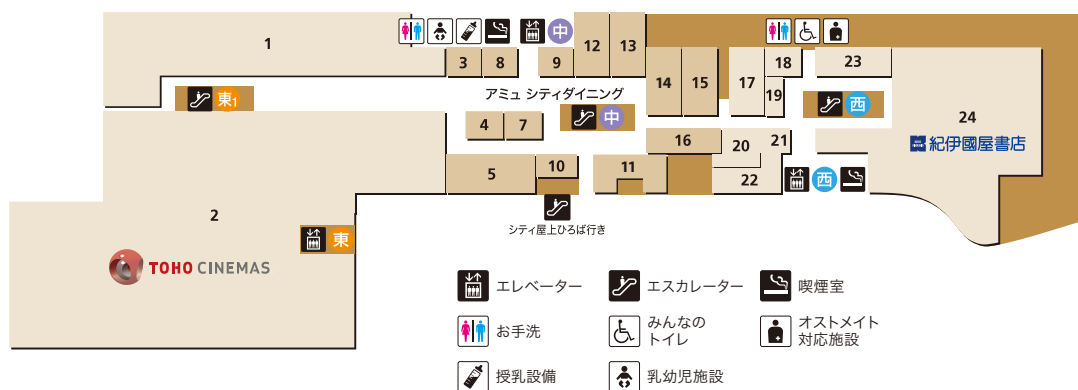 1
12
13
中
3
8
9
18
23
14
15
17
19
アミュ シティダイニング
東1
中
西
24
紀伊國屋書店
4
7
16
20
21
5
10
11
22
西
シティ屋上ひろば行き
2
東
TOHO CINEMAS
エレベーター
エスカレーター
喫煙室
お手洗
みんなの
トイレ
オストメイト
対応施設
授乳設備
乳幼児施設